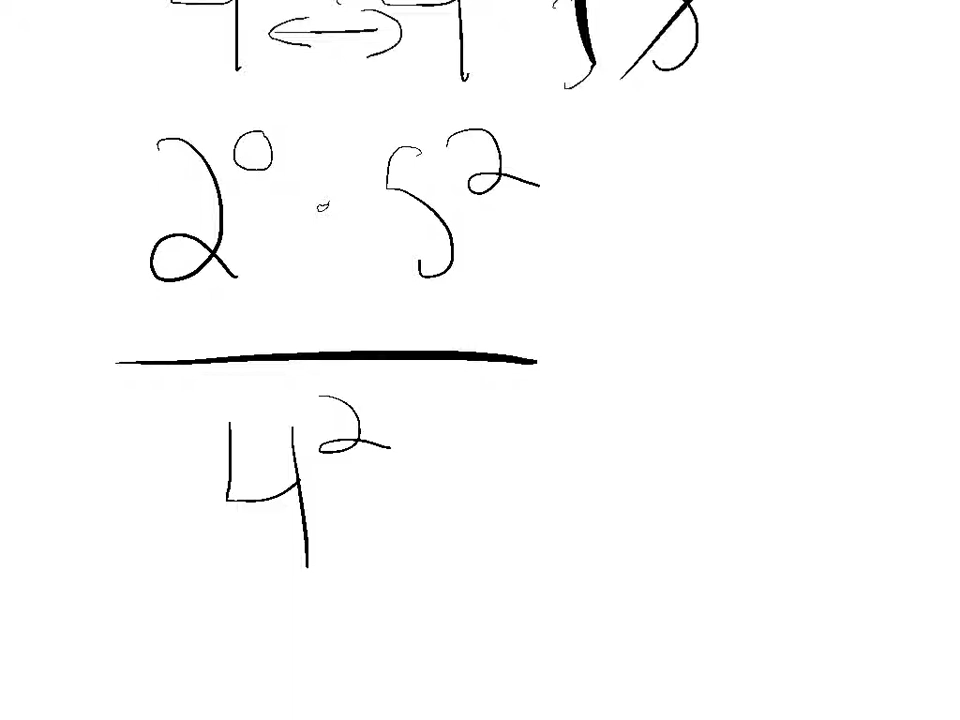 2⁰ · 5²
4²